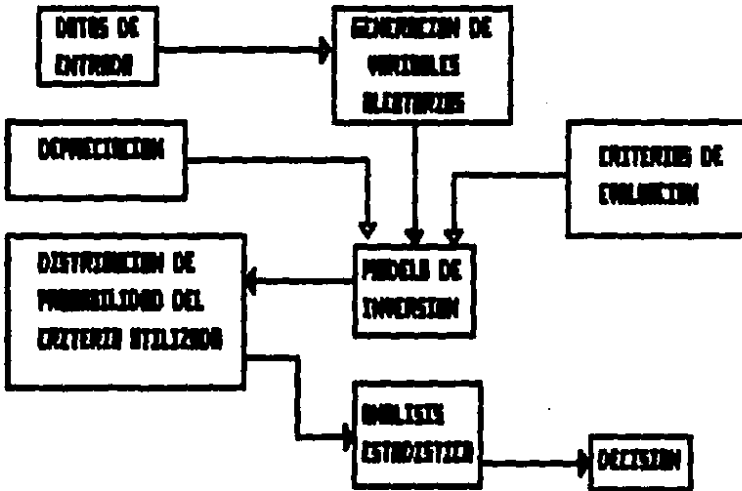 DATOS DE
ENTRADA
GENERACION DE
VARIABLES
ALEATORIAS
DEPRECIACION
CRITERIOS DE
EVALUACION
DISTRIBUCION DE
PROBABILIDAD DEL
CRITERIO UTILIZADO
MODELO DE
INVERSION
ANALISIS
ESTADISTICO
DECISION